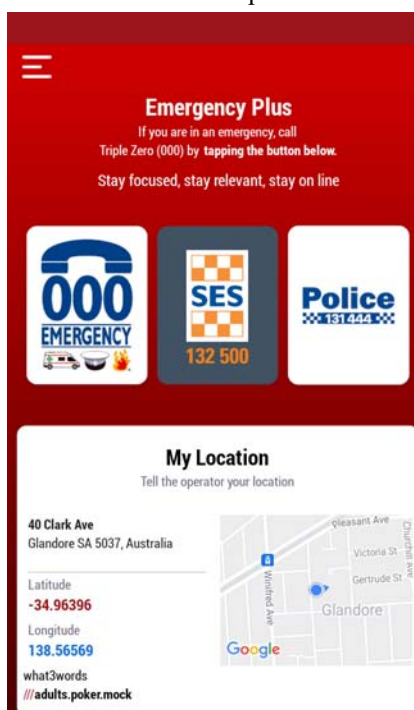 Emergency Plus
If you are in an emergency, call
Triple Zero (000) by tapping the button below.
Stay focused, stay relevant, stay on line
000
EMERGENCY
SES
132 500
Police
131 444
My Location
Tell the operator your location
40 Clark Ave
Glandore SA 5037, Australia
Latitude
-34.96396
Longitude
138.56569
what3words
///adults.poker.mock
pleasant Ave
Churchill Ave
Victoria St
Gertrude St
Winifred Ave
Glandore
Google